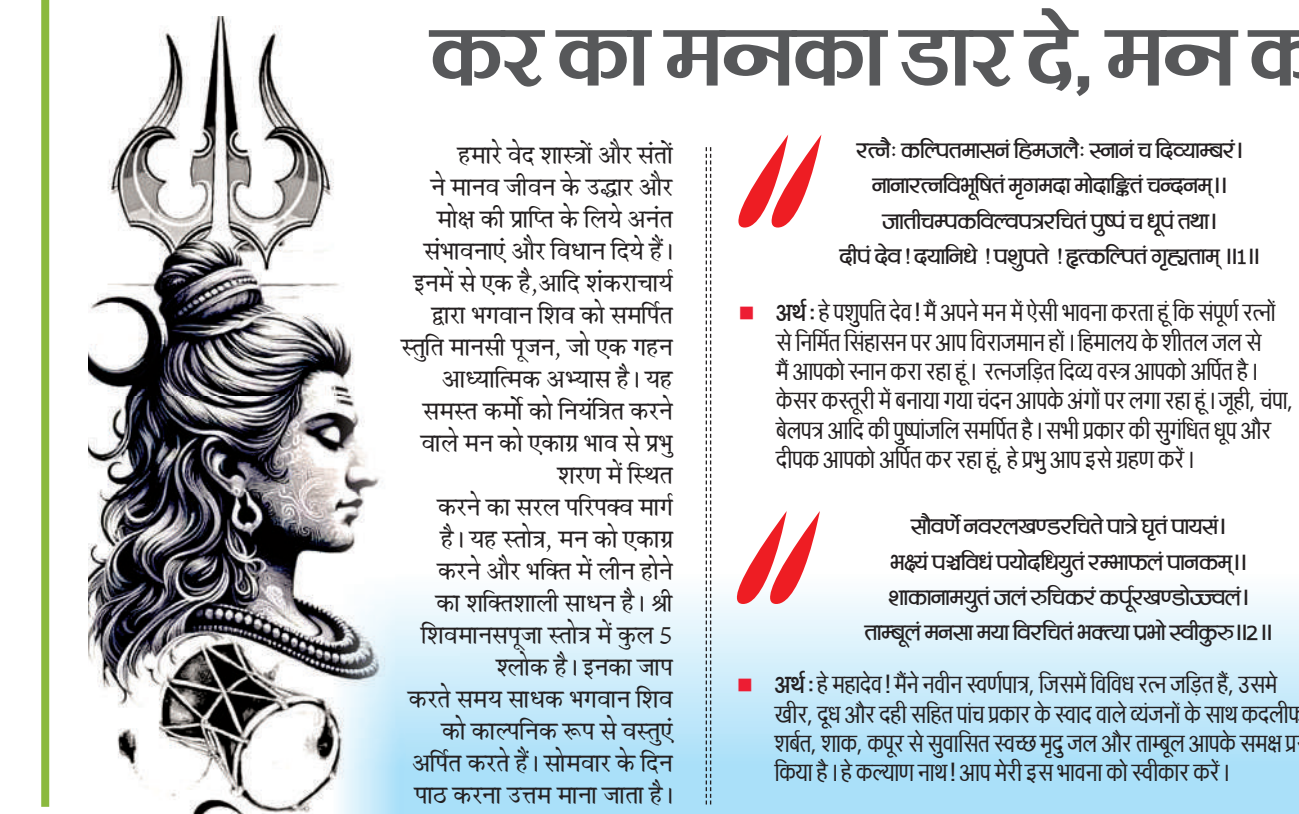 कर का मनका डार दे, मन
हमारे वेद शास्त्रों और संतों
ने मानव जीवन के उद्धार और
मोक्ष की प्राप्ति के लिये अनंत
संभावनाएं और विधान दिये हैं।
इनमें से एक है,आदि शंकराचार्य
द्वारा भगवान शिव को समर्पित
स्तुति मानसी पूजन, जो एक गहन
आध्यात्मिक अभ्यास है। यह
समस्त कर्मो को नियंत्रित करने
वाले मन को एकाग्र भाव से प्रभु
शरण में स्थित
करने का सरल परिपक्व मार्ग
है। यह स्तोत्र, मन को एकाग्र
करने और भक्ति में लीन होने
का शक्तिशाली साधन है। श्री
शिवमानसपूजा स्तोत्र में कुल 5
श्लोक है। इनका जाप
करते समय साधक भगवान शिव
को काल्पनिक रूप से वस्तुएं
अर्पित करते हैं। सोमवार के दिन
पाठ करना उत्तम माना जाता है।
रत्नैः कल्पितमासनं हिमजलैः स्नानं च दिव्याम्बरं।
नानारत्नविभूषितं मृगमदा मोदाङ्कितं चन्दनम्।।
जातीचम्पकविल्वपत्ररचितं पुष्पं च धूपं तथा।
दीपं देव ! दयानिधे ! पशुपते ! हृत्कल्पितं गृह्यताम् ॥1॥
अर्थ : हे पशुपति देव ! मैं अपने मन में ऐसी भावना करता हूं कि संपूर्ण रत्नों
से निर्मित सिंहासन पर आप विराजमान हों। हिमालय के शीतल जल से
मैं आपको स्नान करा रहा हूं। रत्नजड़ित दिव्य वस्त्र आपको अर्पित है।
केसर कस्तूरी में बनाया गया चंदन आपके अंगों पर लगा रहा हूं। जूही, चंपा,
बेलपत्र आदि की पुष्पांजलि समर्पित है। सभी प्रकार की सुगंधित धूप और
दीपक आपको अर्पित कर रहा हूं, हे प्रभु आप इसे ग्रहण करें।
सौवर्णे नवरलखण्डरचिते पात्रे घृतं पायसं।
भक्ष्यं पञ्चविधं पयोदधियुतं रम्भाफलं पानकम्।।
शाकानामयुतं जलं रुचिकरं कर्पूरखण्डोज्ज्वलं।
ताम्बूलं मनसा मया विरचितं भक्त्या प्रभो स्वीकुरु॥2॥
अर्थ : हे महादेव ! मैंने नवीन स्वर्णपात्र, जिसमें विविध रत्न जड़ित हैं, उसमे
खीर, दूध और दही सहित पांच प्रकार के स्वाद वाले व्यंजनों के साथ
शर्बत, शाक, कपूर से सुवासित स्वच्छ मृदु जल और ताम्बूल आपके समक्ष
किया है। हे कल्याण नाथ! आप मेरी इस भावना को स्वीकार करें।